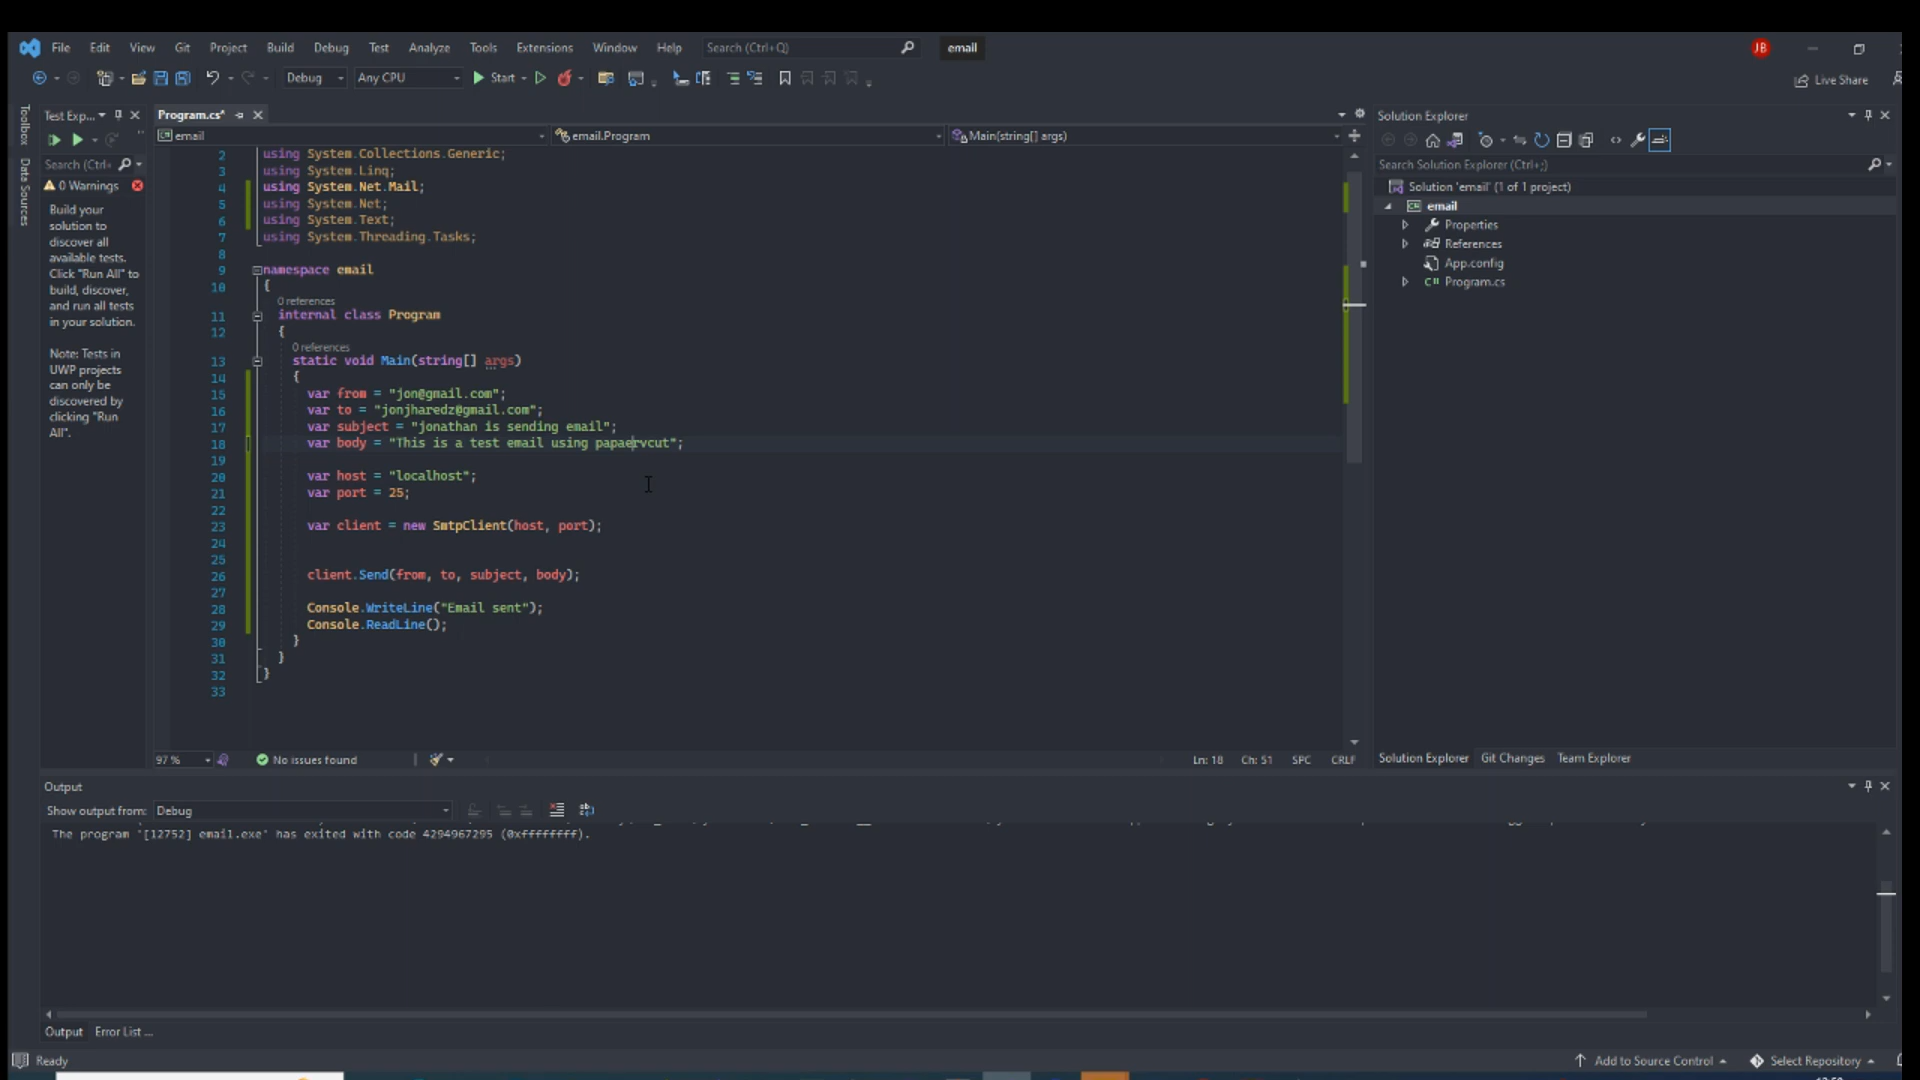 File Edit View Git Project Build Debug Test Analyze Tools Extensions Window Help Search (Ctrl+Q) email JB
Debug Any CPU Start Live Share
Toolbox
Data Sources
Test Exp...
Search (Ctrl+
0 Warnings
Build your
solution to
discover all
available tests.
Click "Run All" to
build, discover,
and run all tests
in your solution.
Note: Tests in
UWP projects
can only be
discovered by
clicking "Run
All".
Program.cs*
email email.Program Main(string[] args)
2 using System.Collections.Generic;
3 using System.Linq;
4 using System.Net.Mail;
5 using System.Net;
6 using System.Text;
7 using System.Threading.Tasks;
8
9 namespace email
10 {
0 references
11 internal class Program
12 {
0 references
13 static void Main(string[] args)
14 {
15 var from = "jon@gmail.com";
16 var to = "jonjharedz@gmail.com";
17 var subject = "jonathan is sending email";
18 var body = "This is a test email using papaervcut";
19
20 var host = "localhost";
21 var port = 25;
22
23 var client = new SmtpClient(host, port);
24
25
26 client.Send(from, to, subject, body);
27
28 Console.WriteLine("Email sent");
29 Console.ReadLine();
30 }
31 }
32 }
33
97 % No issues found Ln: 18 Ch: 51 SPC CRLF
Solution Explorer
Search Solution Explorer (Ctrl+;)
Solution 'email' (1 of 1 project)
email
Properties
References
App.config
C# Program.cs
Solution Explorer Git Changes Team Explorer
Output
Show output from: Debug
The program '[12752] email.exe' has exited with code 4294967295 (0xffffffff).
Output Error List ...
Ready Add to Source Control Select Repository